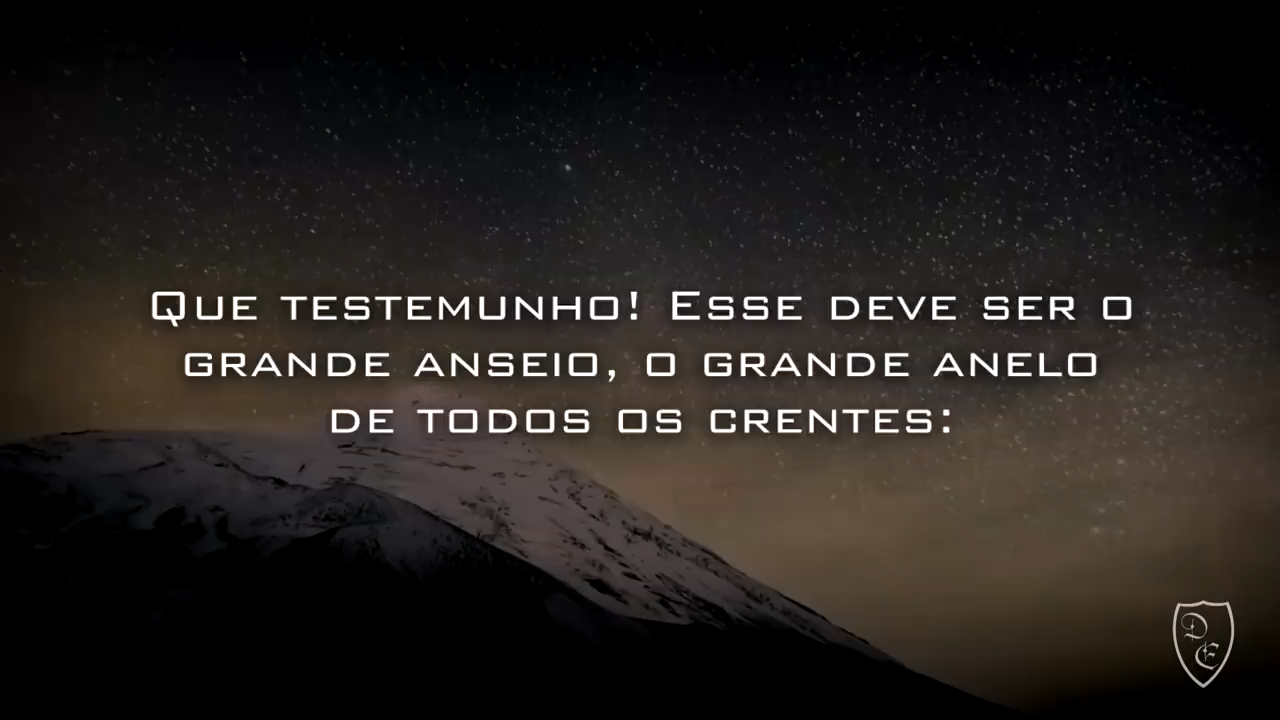 Que testemunho! Esse deve ser o
grande anseio, o grande anelo
de todos os crentes:
D
E